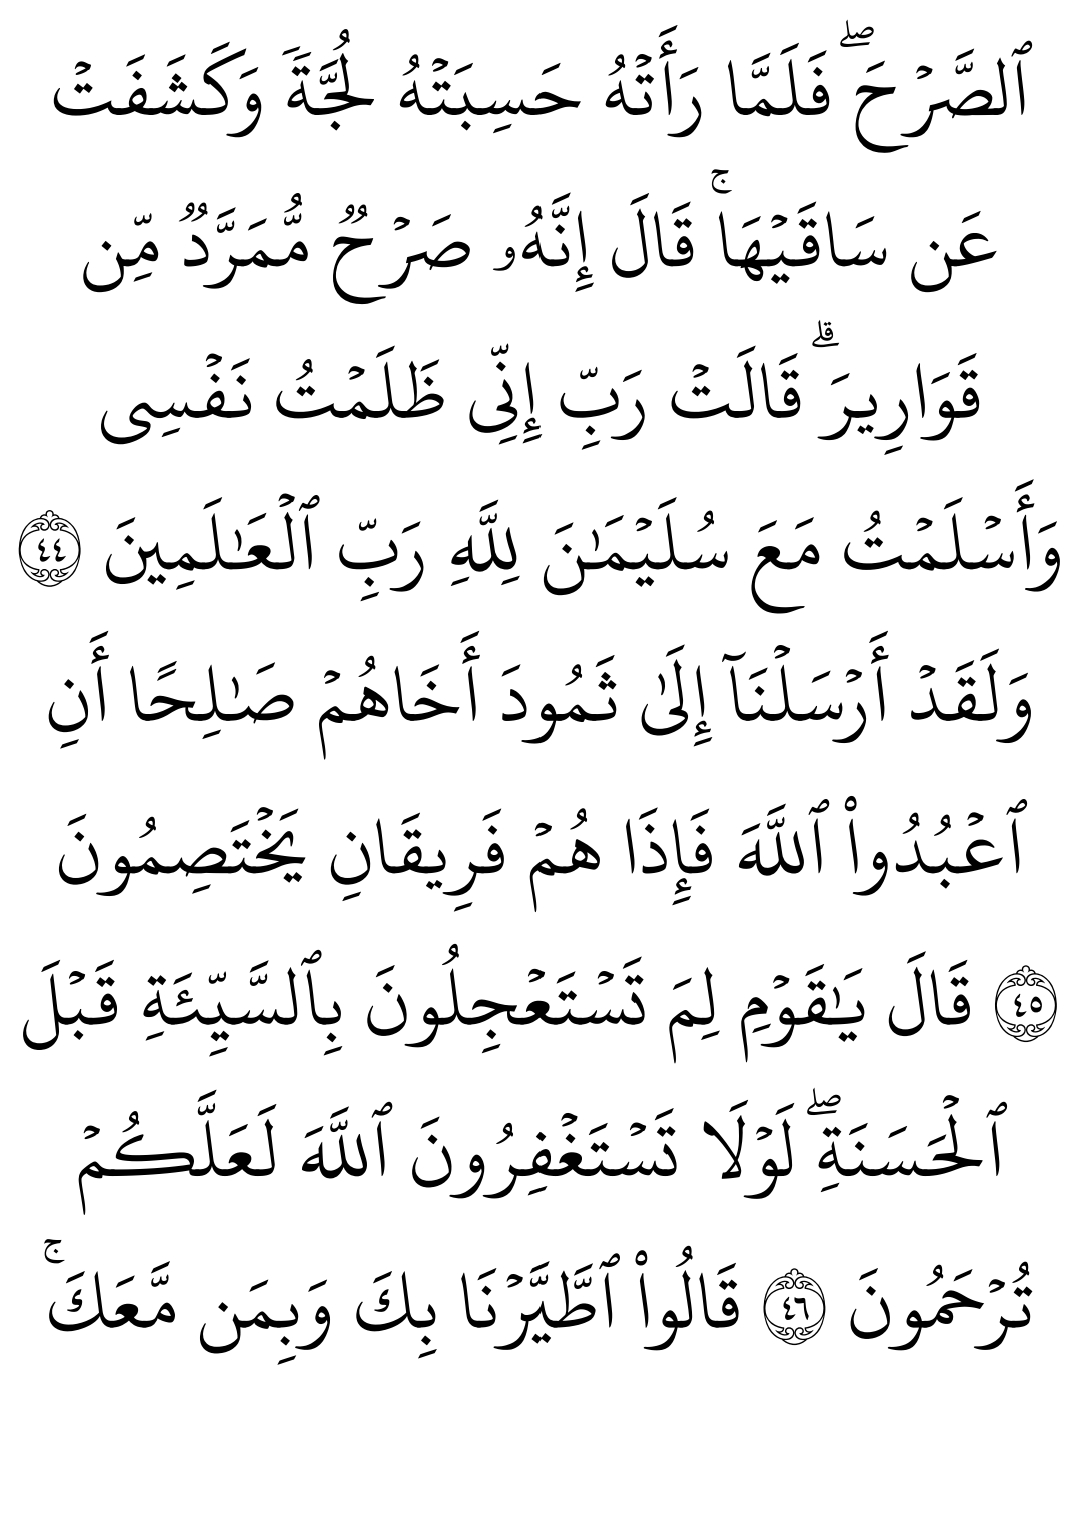 ٱلصَّرۡحَۖ فَلَمَّا رَأَتۡهُ حَسِبَتۡهُ لُجَّةَ وَكَشَفَتۡ
عَن سَاقَيۡهَاۚ قَالَ إِنَّهُۥ صَرۡحٌ مُّمَرَّدٌ مِّن
قَوَارِيرَۗ قَالَتۡ رَبِّ إِنِّى ظَلَمۡتُ نَفۡسِى
وَأَسۡلَمۡتُ مَعَ سُلَيۡمَٰنَ لِلَّهِ رَبِّ ٱلۡعَٰلَمِينَ ٤٤
وَلَقَدۡ أَرۡسَلۡنَآ إِلَىٰ ثَمُودَ أَخَاهُمۡ صَٰلِحًا أَنِ
ٱعۡبُدُوا۟ ٱللَّهَ فَإِذَا هُمۡ فَرِيقَانِ يَخۡتَصِمُونَ
٤٥ قَالَ يَٰقَوۡمِ لِمَ تَسۡتَعۡجِلُونَ بِٱلسَّيِّئَةِ قَبۡلَ
ٱلۡحَسَنَةِۖ لَوۡلَا تَسۡتَغۡفِرُونَ ٱللَّهَ لَعَلَّكُمۡ
تُرۡحَمُونَ ٤٦ قَالُوا۟ ٱطَّيَّرۡنَا بِكَ وَبِمَن مَّعَكَۚ